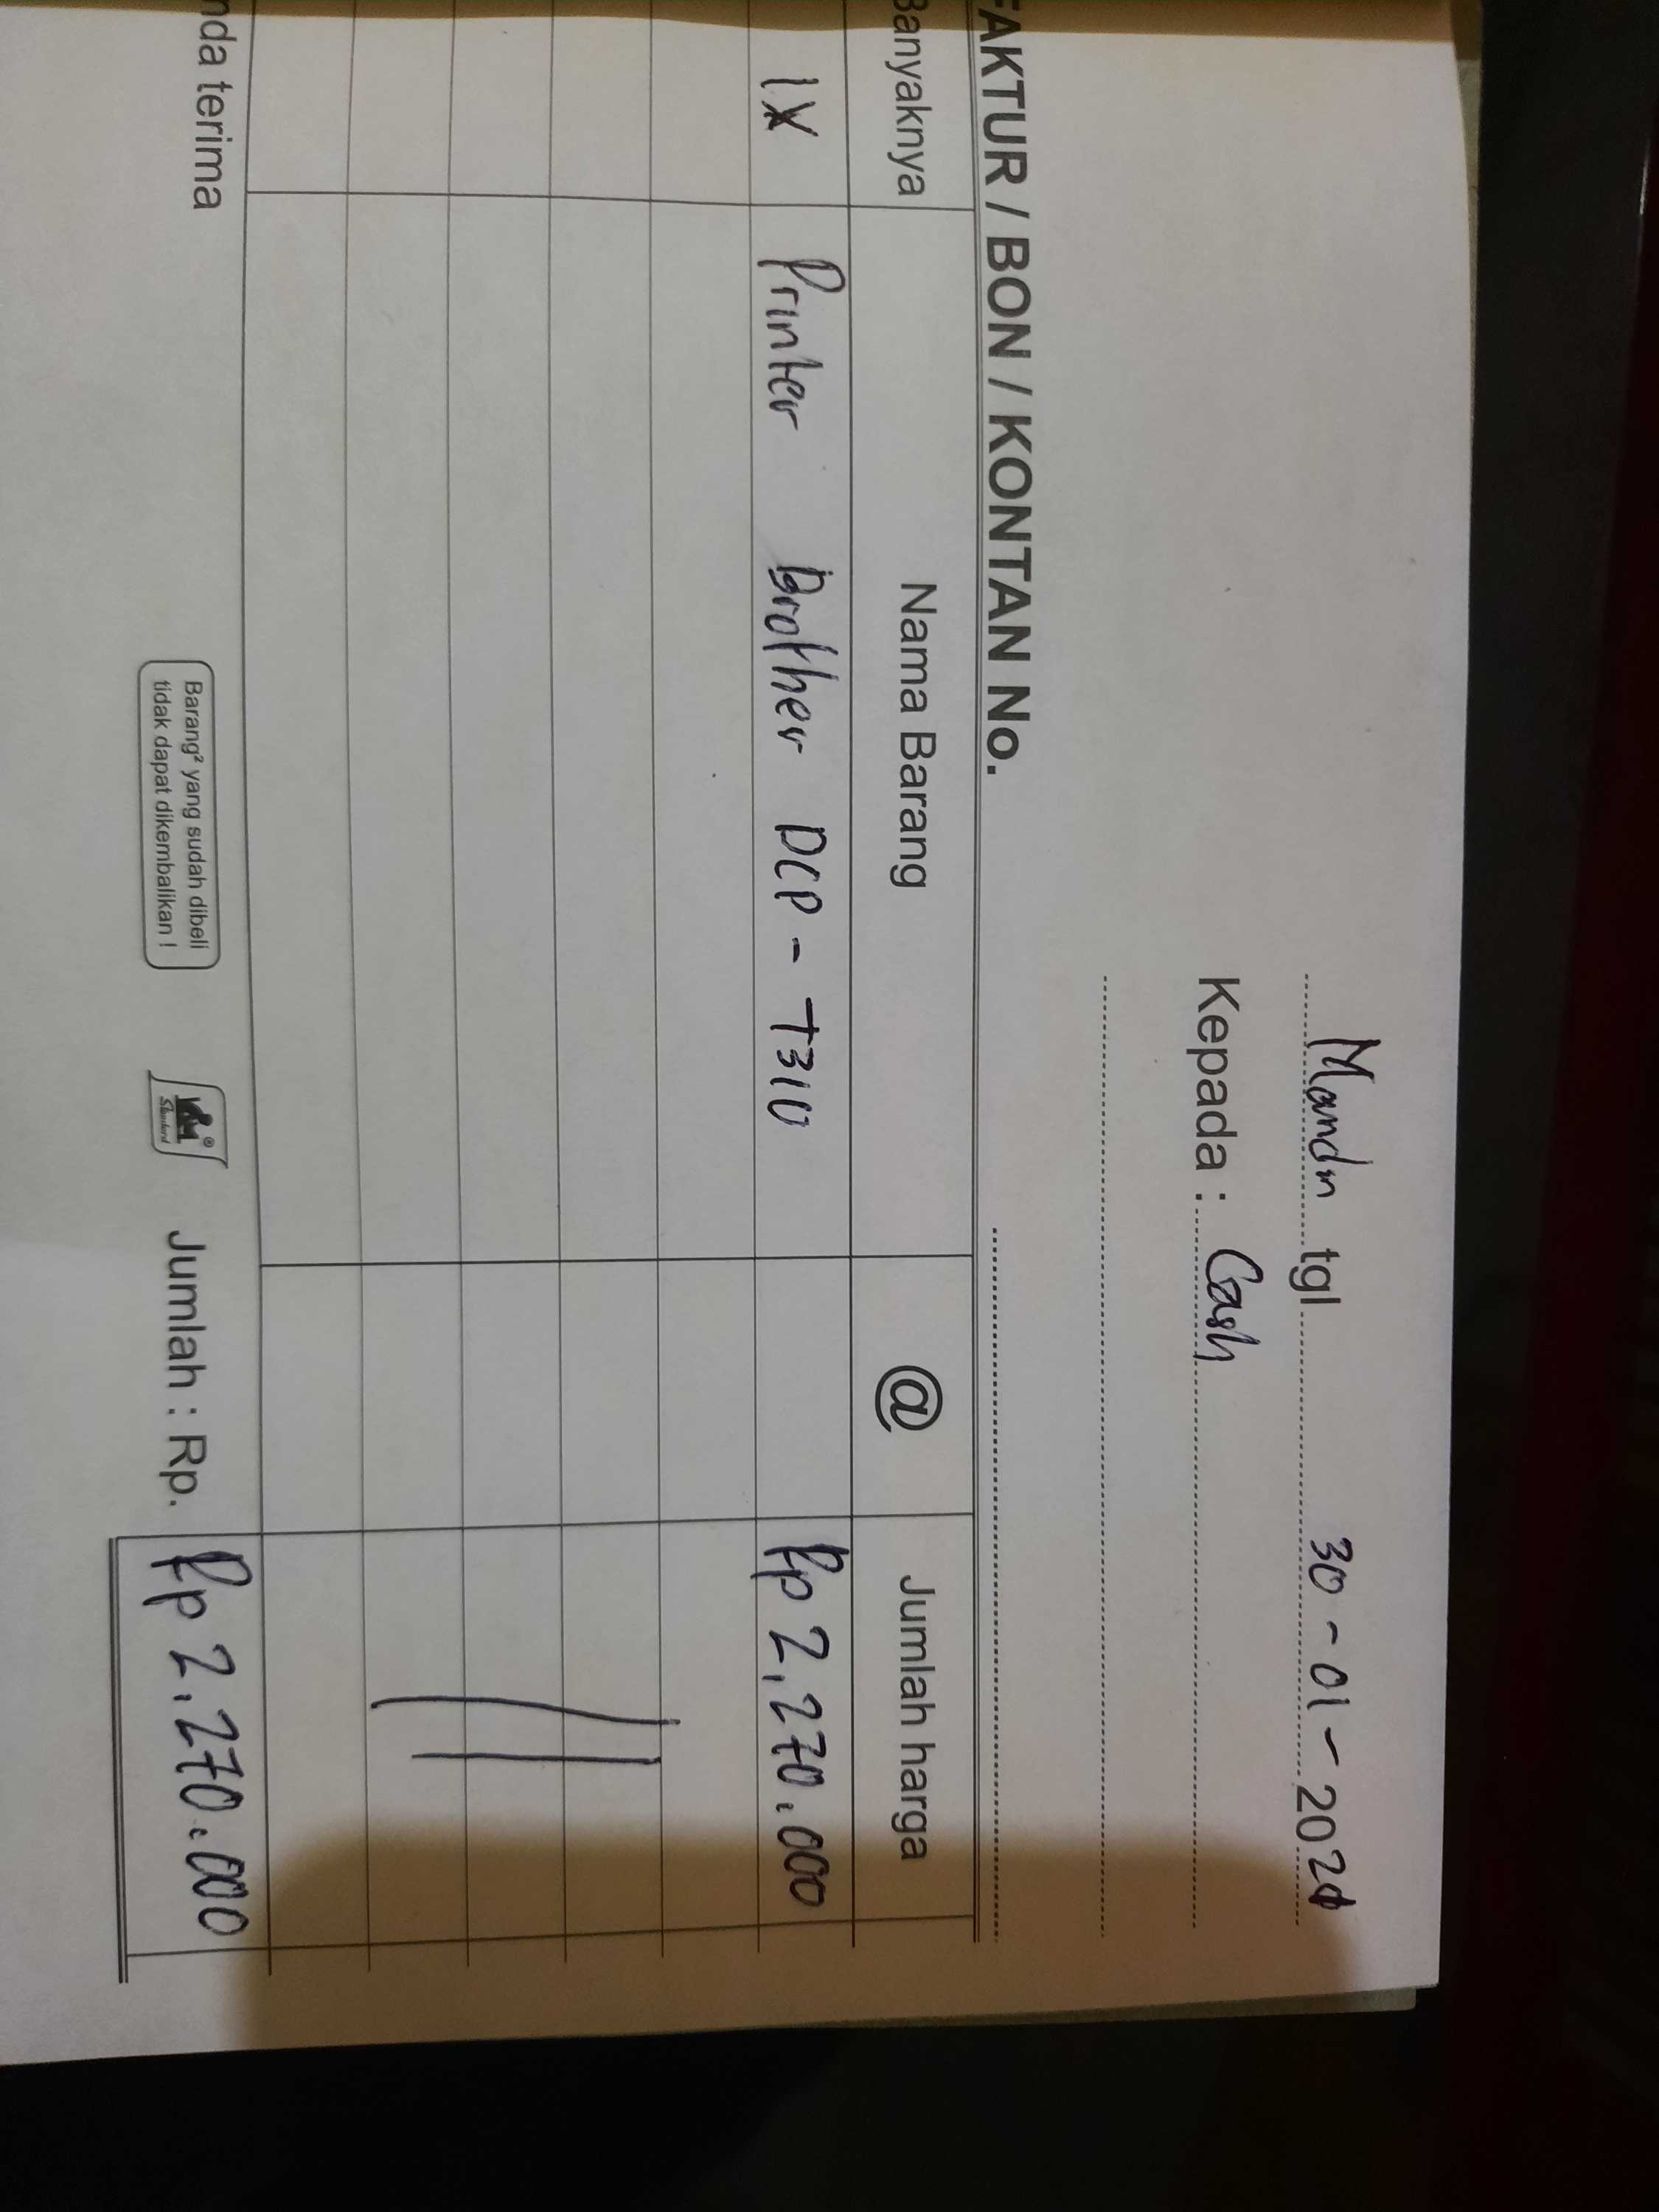 Mandn tgl 30-01-2020
Kepada : Cash
FAKTUR / BON / KONTAN No.
Banyaknya Nama Barang @ Jumlah harga
1X Printer Brother DCP-T310 Rp 2,270.000
nda terima
Barang² yang sudah dibeli
tidak dapat dikembalikan !
Standard
Jumlah : Rp. Rp 2.270.000